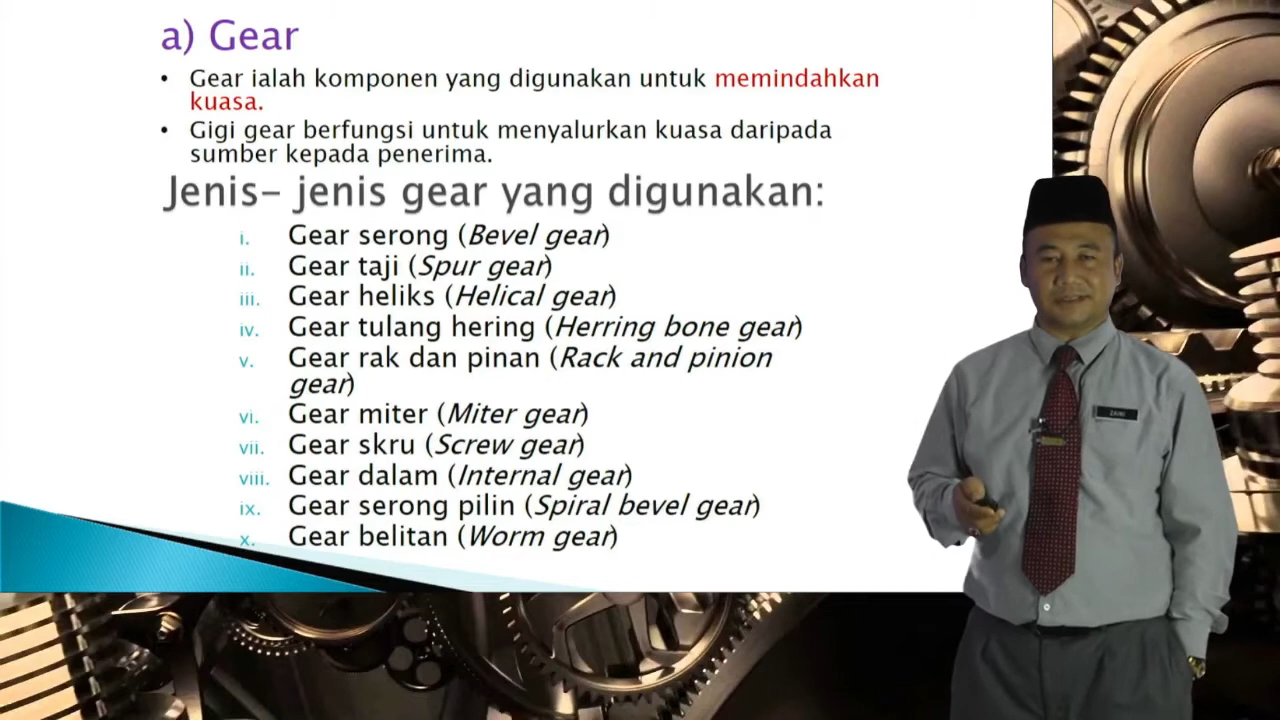 a) Gear
• Gear ialah komponen yang digunakan untuk memindahkan
kuasa.
• Gigi gear berfungsi untuk menyalurkan kuasa daripada
sumber kepada penerima.
Jenis- jenis gear yang digunakan:
i. Gear serong (Bevel gear)
ii. Gear taji (Spur gear)
iii. Gear heliks (Helical gear)
iv. Gear tulang hering (Herring bone gear)
v. Gear rak dan pinan (Rack and pinion
gear)
vi. Gear miter (Miter gear)
vii. Gear skru (Screw gear)
viii. Gear dalam (Internal gear)
ix. Gear serong pilin (Spiral bevel gear)
x. Gear belitan (Worm gear)
ZAINI